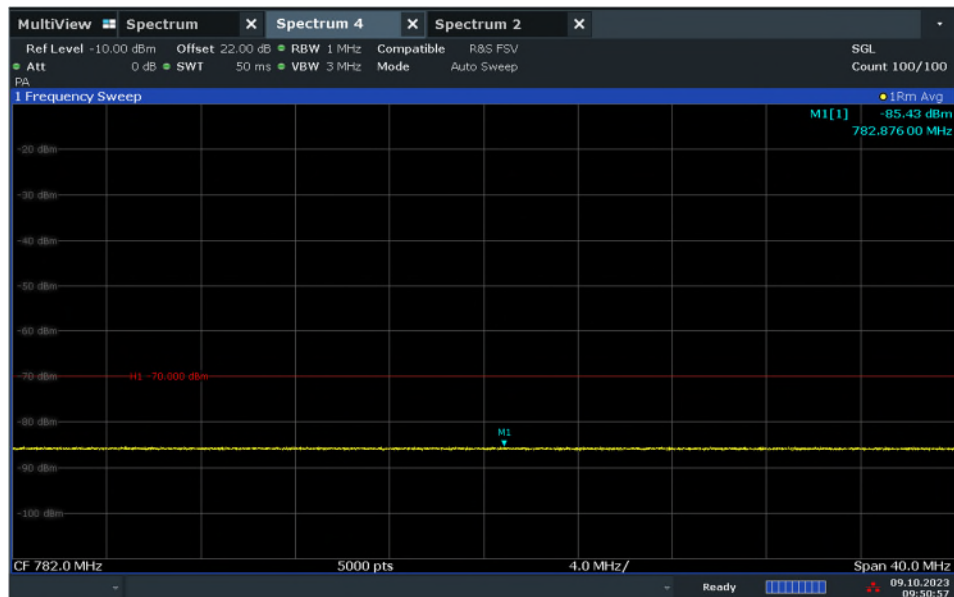 MultiView Spectrum X Spectrum 4 X Spectrum 2 X
Ref Level -10.00 dBm Offset 22.00 dB RBW 1 MHz Compatible R&S FSV SGL
Att 0 dB SWT 50 ms VBW 3 MHz Mode Auto Sweep Count 100/100
PA
1 Frequency Sweep 1Rm Avg
M1[1] -85.43 dBm
782.876 00 MHz
-20 dBm
-30 dBm
-40 dBm
-50 dBm
-60 dBm
-70 dBm H1 -70.000 dBm
-80 dBm
M1
-90 dBm
-100 dBm
CF 782.0 MHz 5000 pts 4.0 MHz/ Span 40.0 MHz
Ready 09.10.2023
09:50:57